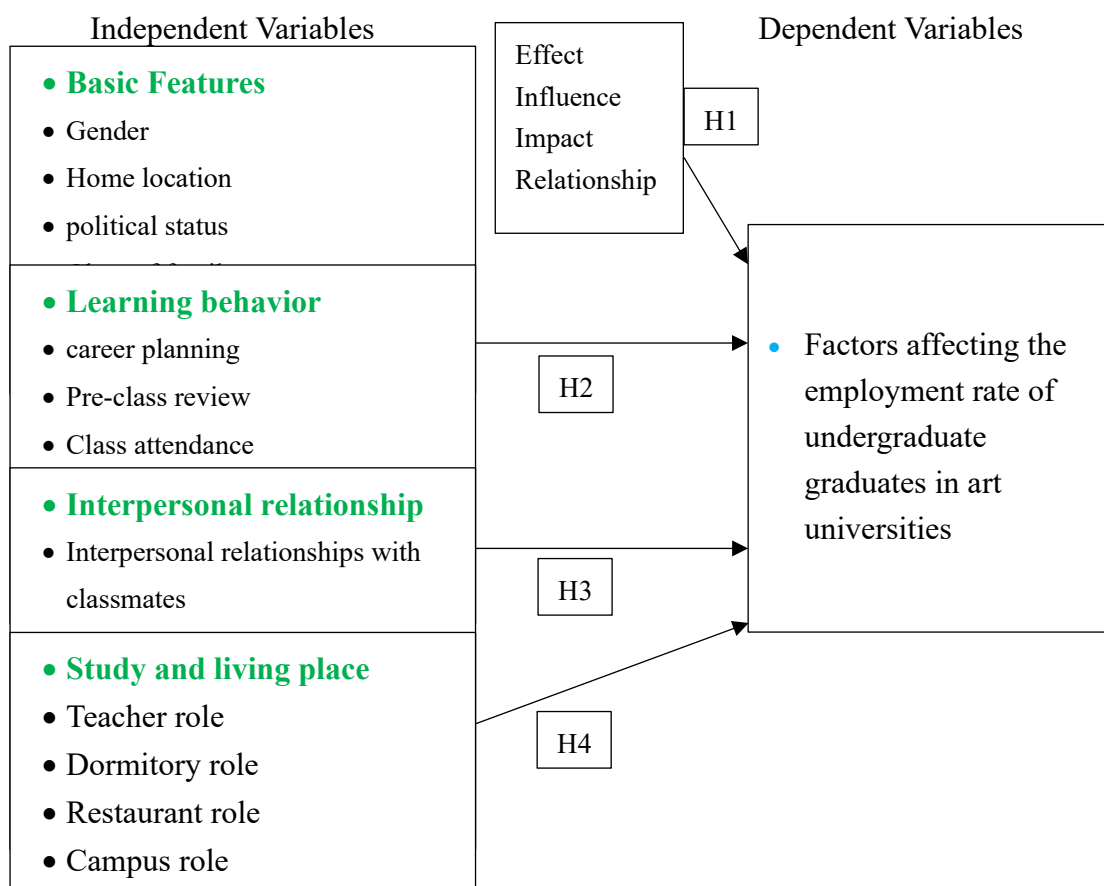 Independent Variables
• Basic Features
• Gender
• Home location
• political status
• Learning behavior
• career planning
• Pre-class review
• Class attendance
• Interpersonal relationship
• Interpersonal relationships with
classmates
• Study and living place
• Teacher role
• Dormitory role
• Restaurant role
• Campus role
Effect
Influence
Impact
Relationship
H1
H2
H3
H4
Dependent Variables
• Factors affecting the
employment rate of
undergraduate
graduates in art
universities